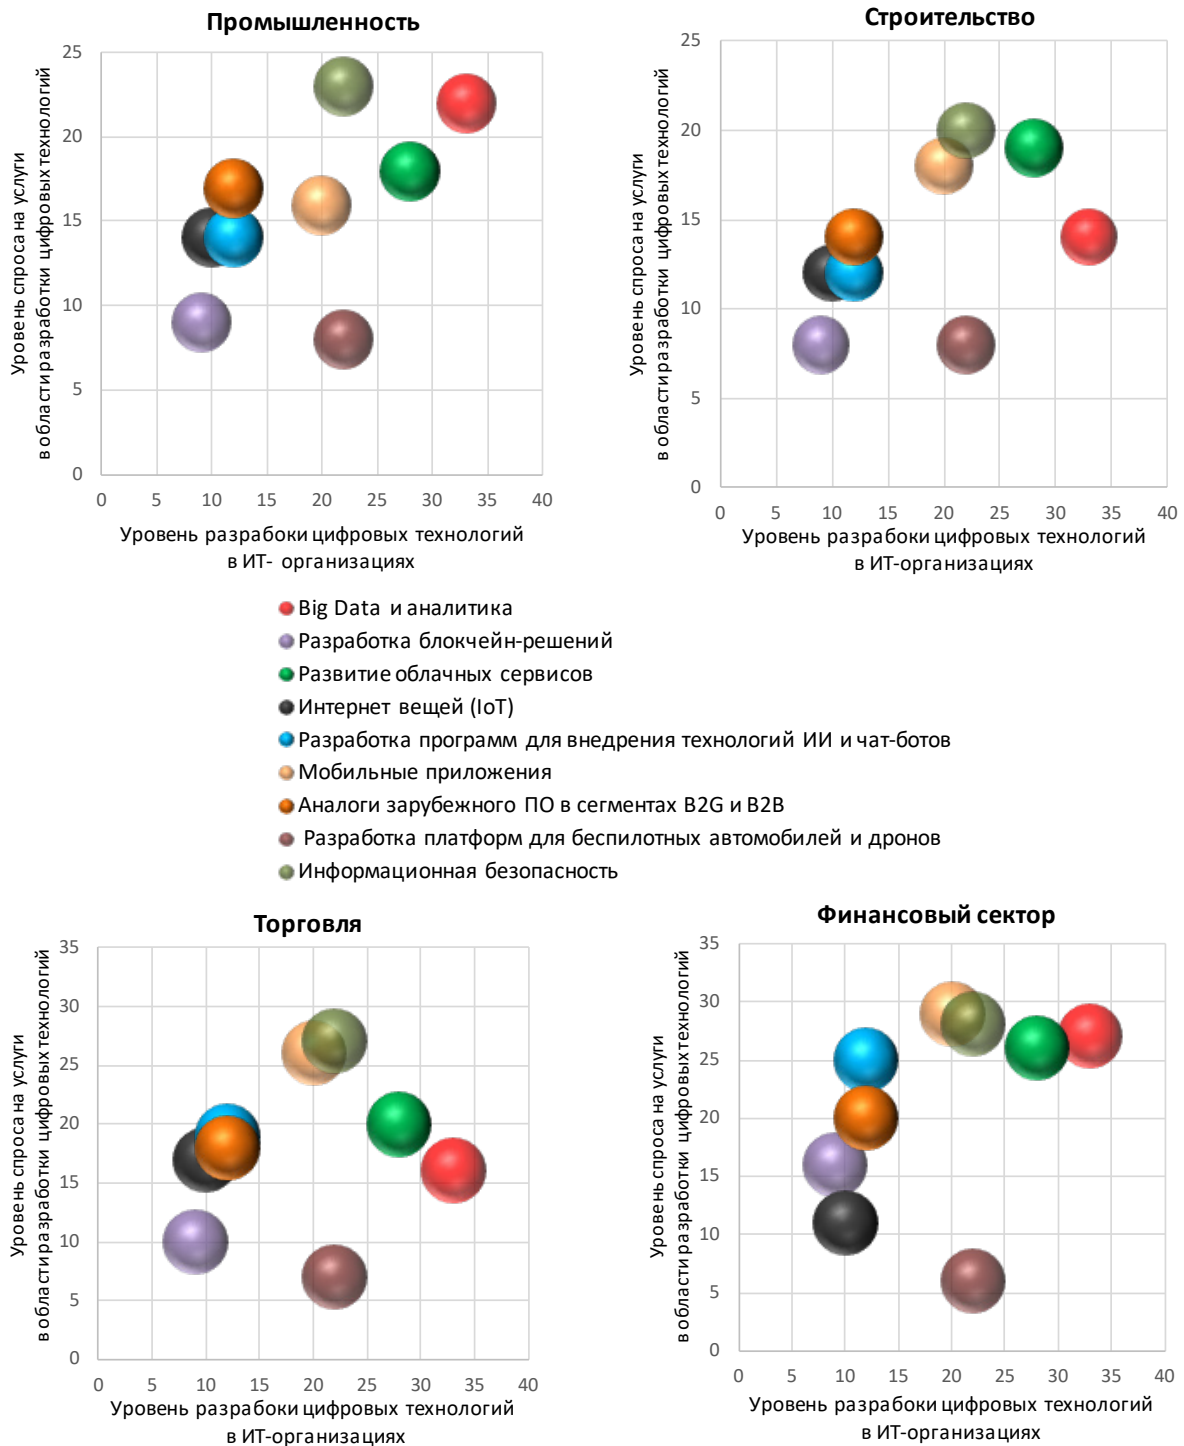 Промышленность
Уровень спроса на услуги
в области разработки цифровых технологий
25
20
15
10
5
0
0 5 10 15 20 25 30 35 40
Уровень разрабоки цифровых технологий
в ИТ- организациях
Строительство
Уровень спроса на услуги
в области разработки цифровых технологий
25
20
15
10
5
0
0 5 10 15 20 25 30 35 40
Уровень разрабоки цифровых технологий
в ИТ-организациях
Big Data и аналитика
Разработка блокчейн-решений
Развитие облачных сервисов
Интернет вещей (IoT)
Разработка программ для внедрения технологий ИИ и чат-ботов
Мобильные приложения
Аналоги зарубежного ПО в сегментах B2G и B2B
Разработка платформ для беспилотных автомобилей и дронов
Информационная безопасность
Торговля
Уровень спроса на услуги
в области разработки цифровых технологий
35
30
25
20
15
10
5
0
0 5 10 15 20 25 30 35 40
Уровень разрабоки цифровых технологий
в ИТ-организациях
Финансовый сектор
Уровень спроса на услуги
в области разработки цифровых технологий
35
30
25
20
15
10
5
0
0 5 10 15 20 25 30 35 40
Уровень разрабоки цифровых технологий
в ИТ-организациях